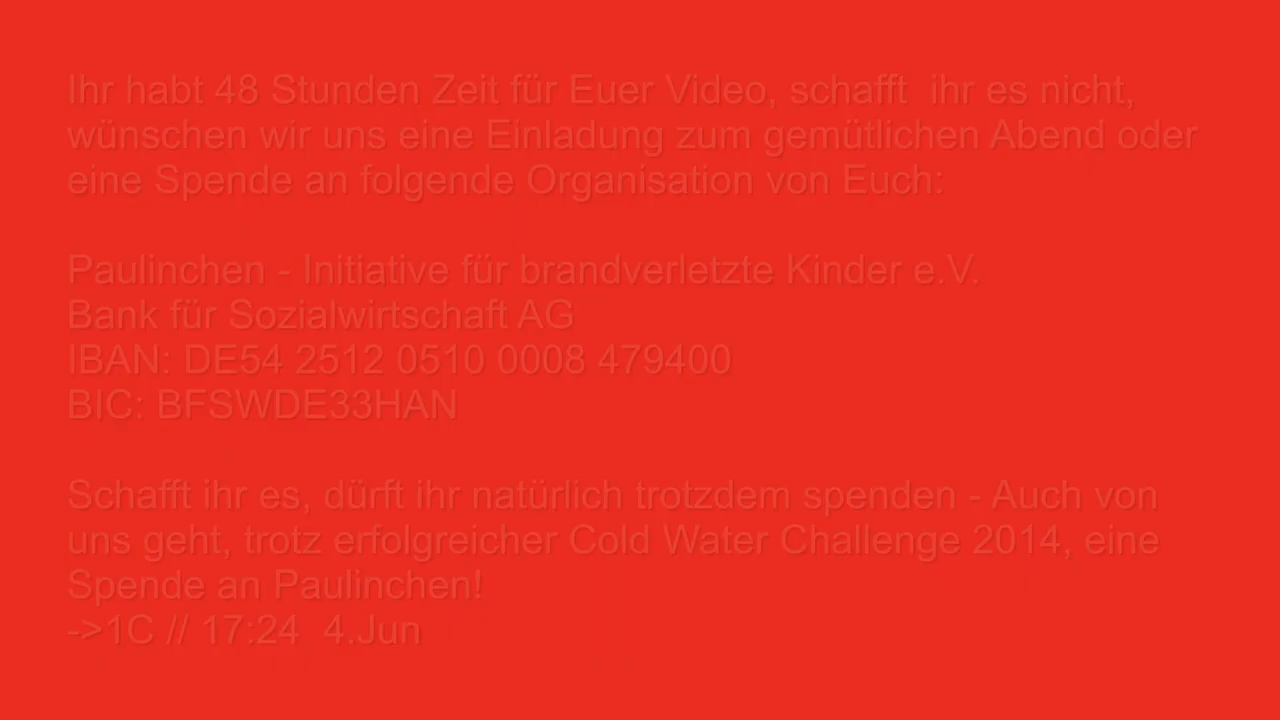 Ihr habt 48 Stunden Zeit für Euer Video, schafft  ihr es nicht,
wünschen wir uns eine Einladung zum gemütlichen Abend oder
eine Spende an folgende Organisation von Euch:
Paulinchen - Initiative für brandverletzte Kinder e.V.
Bank für Sozialwirtschaft AG
IBAN: DE54 2512 0510 0008 479400
BIC: BFSWDE33HAN
Schafft ihr es, dürft ihr natürlich trotzdem spenden - Auch von
uns geht, trotz erfolgreicher Cold Water Challenge 2014, eine
Spende an Paulinchen!
->1C // 17:24  4.Jun